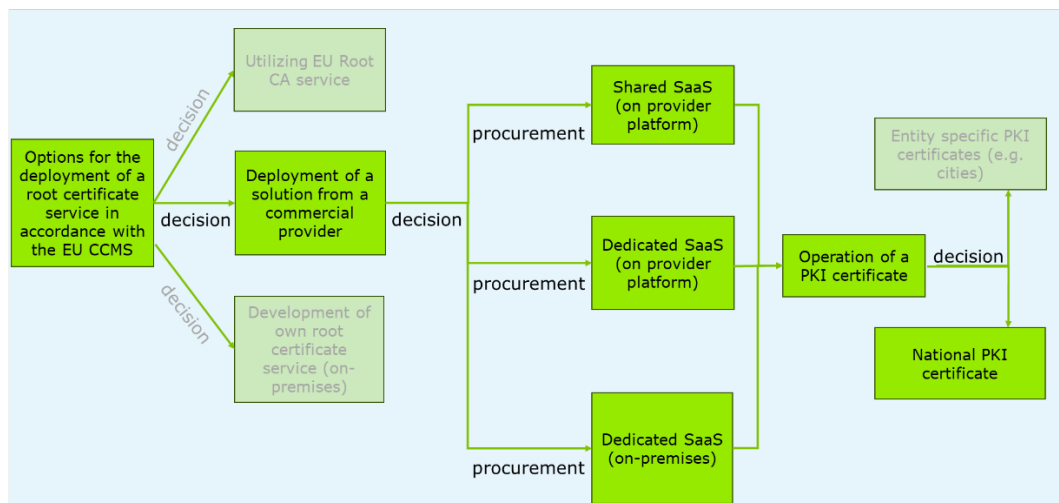 Utilizing EU Root
CA service
decision
Options for the
deployment of a
root certificate
service in
accordance with
the EU CCMS
decision
Deployment of
a solution from a
commercial
provider
decision
decision
Development of
own root
certificate
service (on-
premises)
procurement
Shared SaaS
(on provider
platform)
procurement
Dedicated SaaS
(on provider
platform)
procurement
Dedicated SaaS
(on-premises)
Operation of a
PKI certificate
decision
Entity specific PKI
certificates (e.g.
cities)
National PKI
certificate